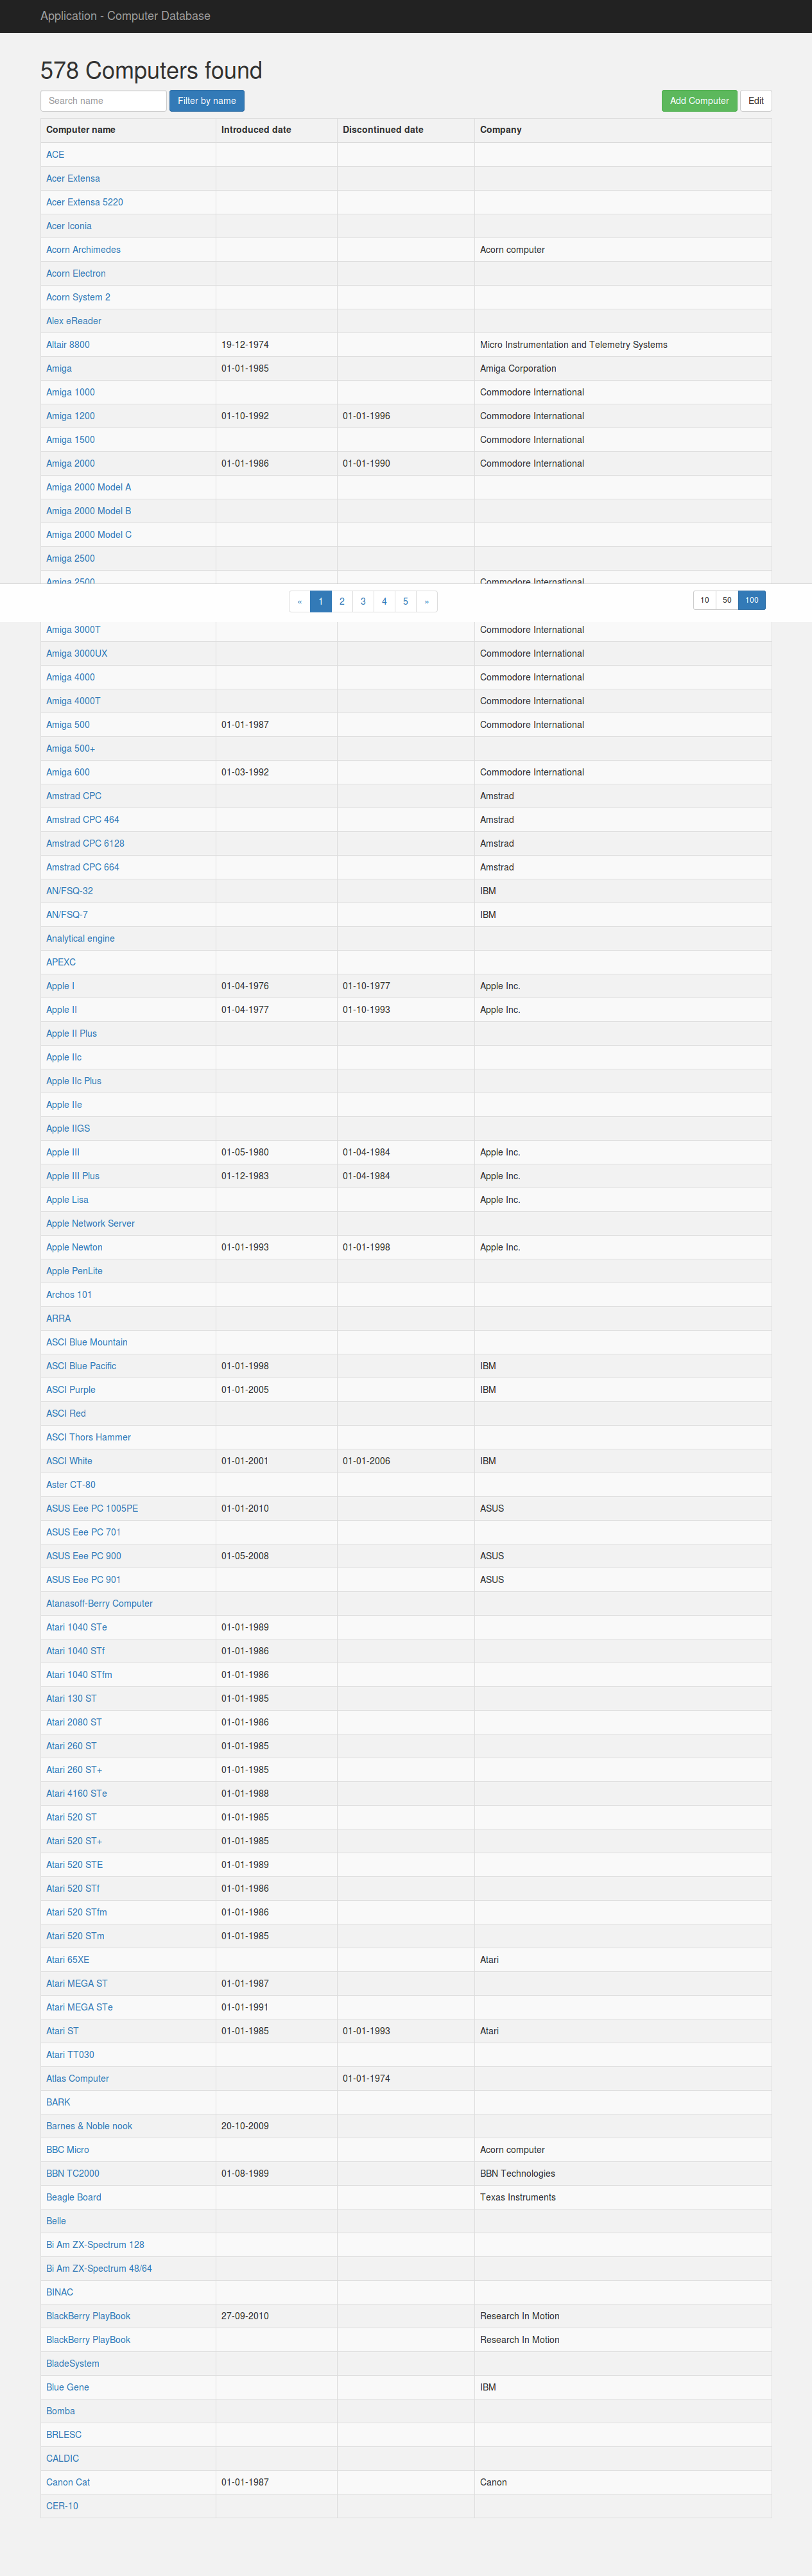 Application - Computer Database
578 Computers found
Search name Filter by name Add Computer Edit
Computer name Introduced date Discontinued date Company
ACE
Acer Extensa
Acer Extensa 5220
Acer Iconia
Acorn Archimedes Acorn computer
Acorn Electron
Acorn System 2
Alex eReader
Altair 8800 19-12-1974 Micro Instrumentation and Telemetry Systems
Amiga 01-01-1985 Amiga Corporation
Amiga 1000 Commodore International
Amiga 1200 01-10-1992 01-01-1996 Commodore International
Amiga 1500 Commodore International
Amiga 2000 01-01-1986 01-01-1990 Commodore International
Amiga 2000 Model A
Amiga 2000 Model B
Amiga 2000 Model C
Amiga 2500
Amiga 2500 Commodore International
« 1 2 3 4 5 » 10 50 100
Amiga 3000T Commodore International
Amiga 3000UX Commodore International
Amiga 4000 Commodore International
Amiga 4000T Commodore International
Amiga 500 01-01-1987 Commodore International
Amiga 500+
Amiga 600 01-03-1992 Commodore International
Amstrad CPC Amstrad
Amstrad CPC 464 Amstrad
Amstrad CPC 6128 Amstrad
Amstrad CPC 664 Amstrad
AN/FSQ-32 IBM
AN/FSQ-7 IBM
Analytical engine
APEXC
Apple I 01-04-1976 01-10-1977 Apple Inc.
Apple II 01-04-1977 01-10-1993 Apple Inc.
Apple II Plus
Apple IIc
Apple IIc Plus
Apple IIe
Apple IIGS
Apple III 01-05-1980 01-04-1984 Apple Inc.
Apple III Plus 01-12-1983 01-04-1984 Apple Inc.
Apple Lisa Apple Inc.
Apple Network Server
Apple Newton 01-01-1993 01-01-1998 Apple Inc.
Apple PenLite
Archos 101
ARRA
ASCI Blue Mountain
ASCI Blue Pacific 01-01-1998 IBM
ASCI Purple 01-01-2005 IBM
ASCI Red
ASCI Thors Hammer
ASCI White 01-01-2001 01-01-2006 IBM
Aster CT-80
ASUS Eee PC 1005PE 01-01-2010 ASUS
ASUS Eee PC 701
ASUS Eee PC 900 01-05-2008 ASUS
ASUS Eee PC 901 ASUS
Atanasoff-Berry Computer
Atari 1040 STe 01-01-1989
Atari 1040 STf 01-01-1986
Atari 1040 STfm 01-01-1986
Atari 130 ST 01-01-1985
Atari 2080 ST 01-01-1986
Atari 260 ST 01-01-1985
Atari 260 ST+ 01-01-1985
Atari 4160 STe 01-01-1988
Atari 520 ST 01-01-1985
Atari 520 ST+ 01-01-1985
Atari 520 STE 01-01-1989
Atari 520 STf 01-01-1986
Atari 520 STfm 01-01-1986
Atari 520 STm 01-01-1985
Atari 65XE Atari
Atari MEGA ST 01-01-1987
Atari MEGA STe 01-01-1991
Atari ST 01-01-1985 01-01-1993 Atari
Atari TT030
Atlas Computer 01-01-1974
BARK
Barnes & Noble nook 20-10-2009
BBC Micro Acorn computer
BBN TC2000 01-08-1989 BBN Technologies
Beagle Board Texas Instruments
Belle
Bi Am ZX-Spectrum 128
Bi Am ZX-Spectrum 48/64
BINAC
BlackBerry PlayBook 27-09-2010 Research In Motion
BlackBerry PlayBook Research In Motion
BladeSystem
Blue Gene IBM
Bomba
BRLESC
CALDIC
Canon Cat 01-01-1987 Canon
CER-10